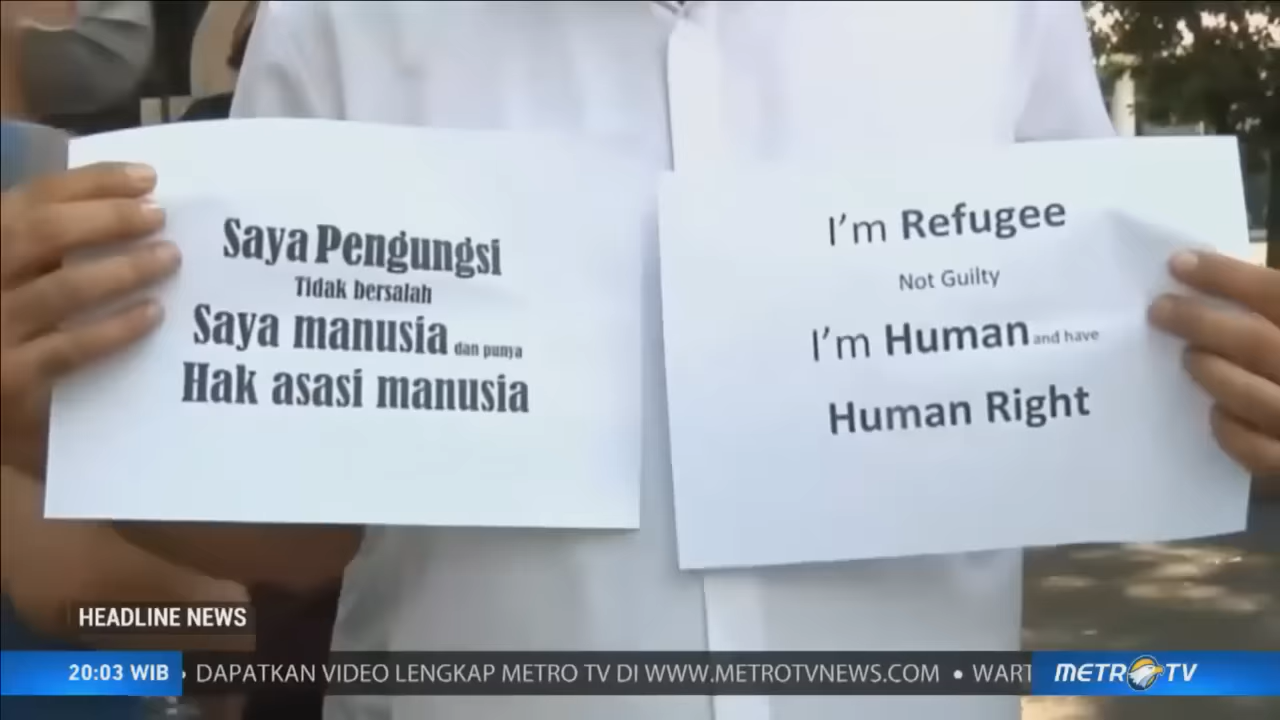 Saya Pengungsi
Tidak bersalah
Saya manusia dan punya
Hak asasi manusia
I'm Refugee
Not Guilty
I'm Human and have
Human Right
HEADLINE NEWS
20:03 WIB
• DAPATKAN VIDEO LENGKAP METRO TV DI WWW.METROTVNEWS.COM • WART
METRO TV